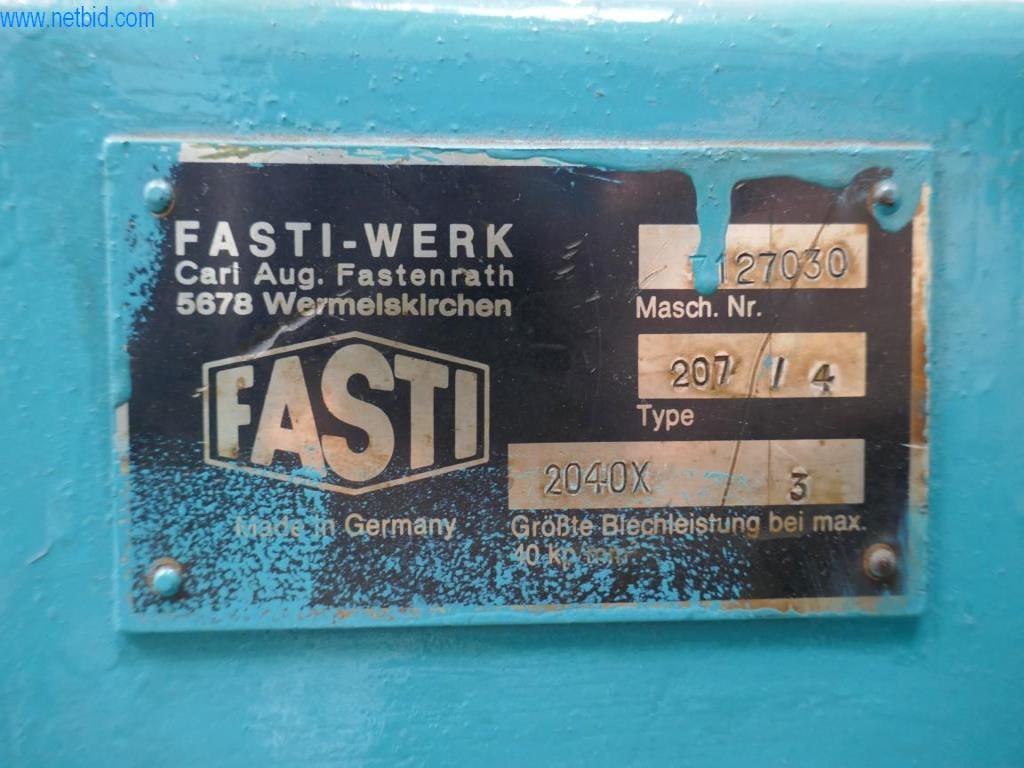 www.netbid.com
FASTI-WERK
Carl Aug. Fastenrath
5678 Wermelskirchen
FASTI
Made in Germany
127030
Masch. Nr.
207 / 4
Type
2040X 3
Größte Blechleistung bei max.
40 kp